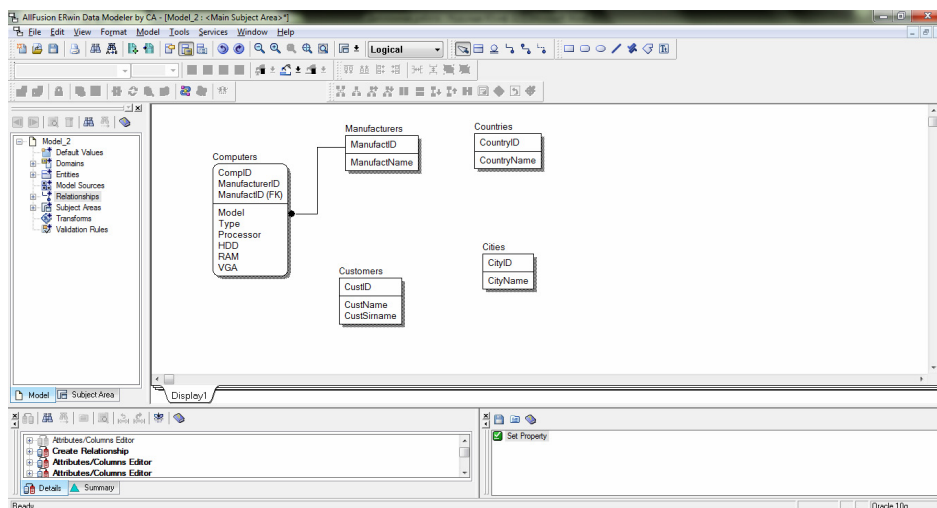 AllFusion ERwin Data Modeler by CA - [Model_2 : <Main Subject Area>*]
File Edit View Format Model Tools Services Window Help
Logical
Model_2
Default Values
Domains
Entities
Model Sources
Relationships
Subject Areas
Transforms
Validation Rules
Computers
CompID
ManufacturerID
ManufactID (FK)
Model
Type
Processor
HDD
RAM
VGA
Manufacturers
ManufactID
ManufactName
Countries
CountryID
CountryName
Customers
CustID
CustName
CustSirname
Cities
CityID
CityName
Model Subject Area
Display1
Attributes/Columns Editor
Create Relationship
Attributes/Columns Editor
Attributes/Columns Editor
Details Summary
Set Property
Ready
Oracle 10g